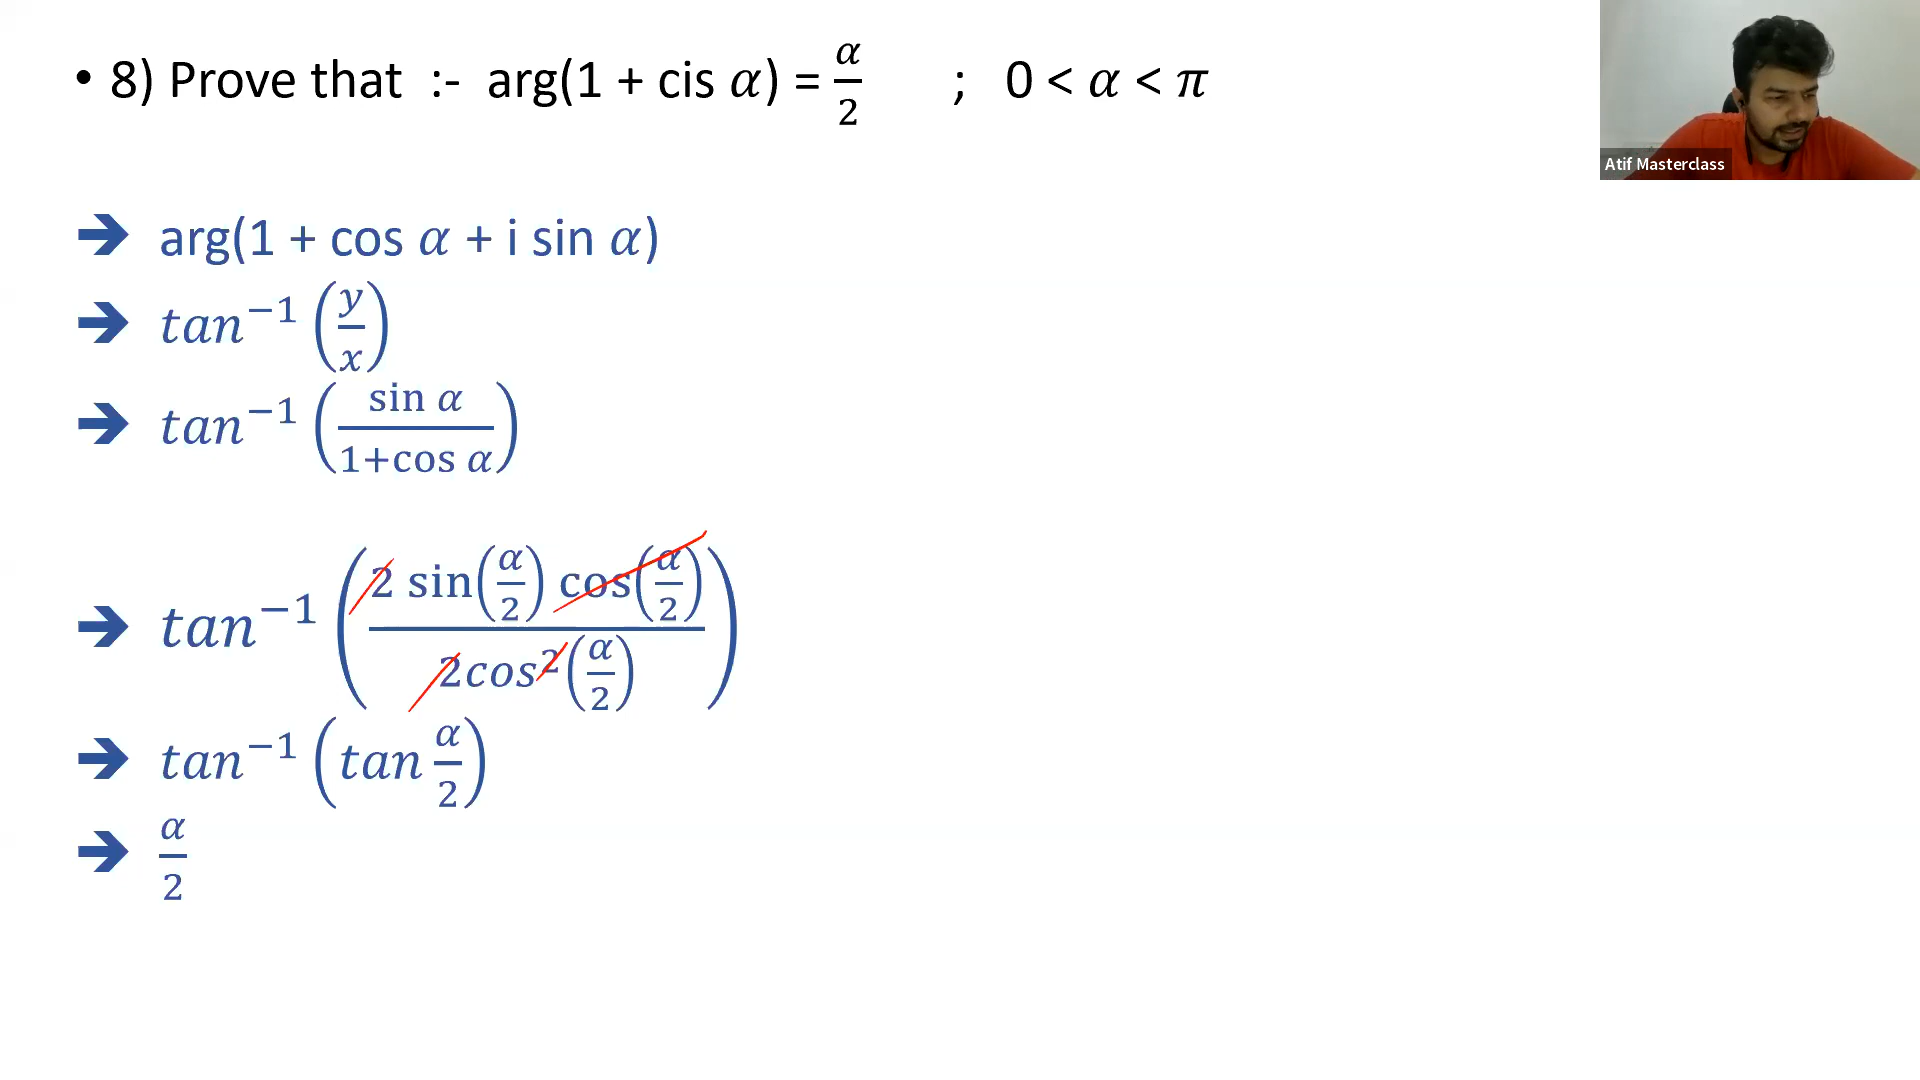 • 8) Prove that :- arg(1 + cis α) = α/2 ; 0 < α < π
Atif Masterclass
➔ arg(1 + cos α + i sin α)
➔ tan⁻¹(y/x)
➔ tan⁻¹(sin α/1+cos α)
➔ tan⁻¹(2 sin(α/2) cos(α/2)/2cos²(α/2))
➔ tan⁻¹(tan α/2)
➔ α/2